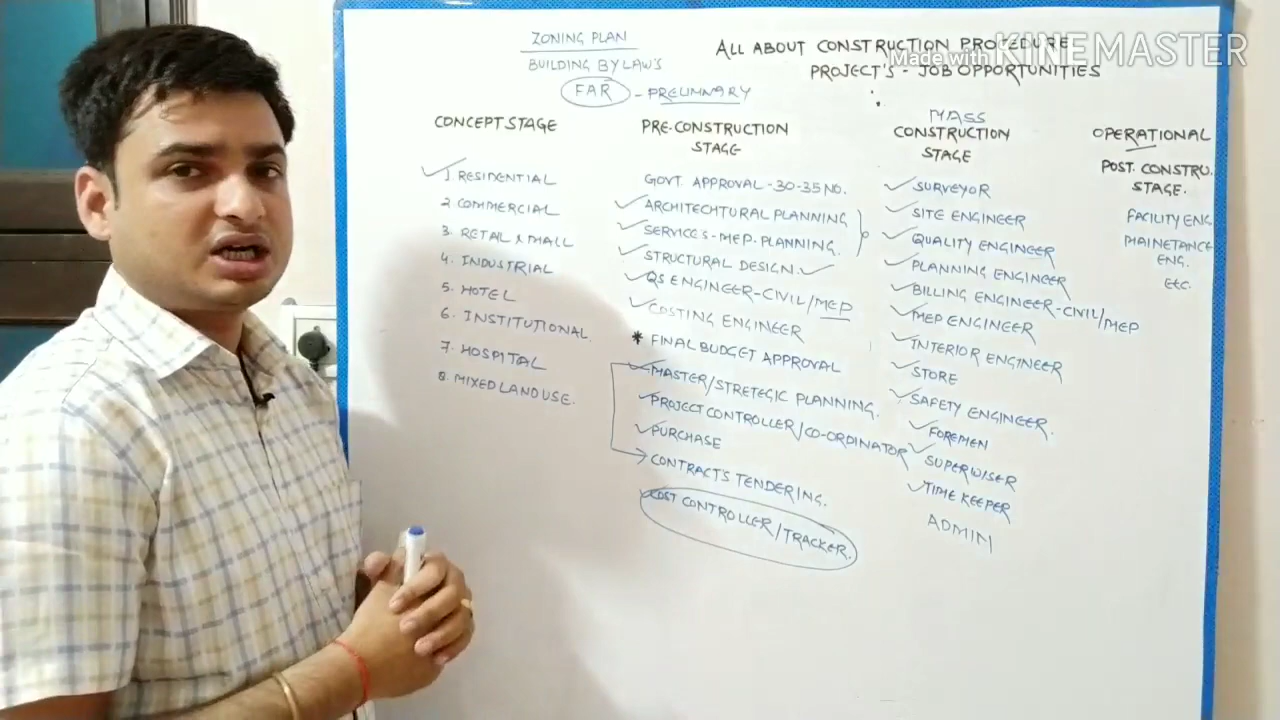 ZONING PLAN
BUILDING BYLAW'S
FAR - PRELIMNARY
ALL ABOUT CONSTRUCTION PROCEDURE
PROJECT'S - JOB OPPORTUNITIES
Made with KINEMASTER
CONCEPT STAGE
1. RESIDENTIAL
2. COMMERCIAL
3. RETAIL & MALL
4. INDUSTRIAL
5. HOTEL
6. INSTITUTIONAL
7. HOSPITAL
8. MIXED LAND USE.
PRE-CONSTRUCTION
STAGE
GOVT. APPROVAL - 30-35 NO.
ARCHITECHTURAL PLANNING
SERVICES - MEP. PLANNING.
STRUCTURAL DESIGN.
QS ENGINEER-CIVIL/MEP
COSTING ENGINEER
* FINAL BUDGET APPROVAL
MASTER/STRETEGIC PLANNING.
PROJECT CONTROLLER/CO-ORDINATOR
PURCHASE
CONTRACTS TENDERING.
COST CONTROLLER/TRACKER.
MASS
CONSTRUCTION
STAGE
SURVEYOR
SITE ENGINEER
QUALITY ENGINEER
PLANNING ENGINEER
BILLING ENGINEER-CIVIL/MEP
MEP ENGINEER
INTERIOR ENGINEER
STORE
SAFETY ENGINEER.
FOREMEN
SUPERWISER
TIME KEEPER
ADMIN
OPERATIONAL
POST. CONSTRU.
STAGE.
FACILITY ENG
MAINETANCE
ENG.
ETC.